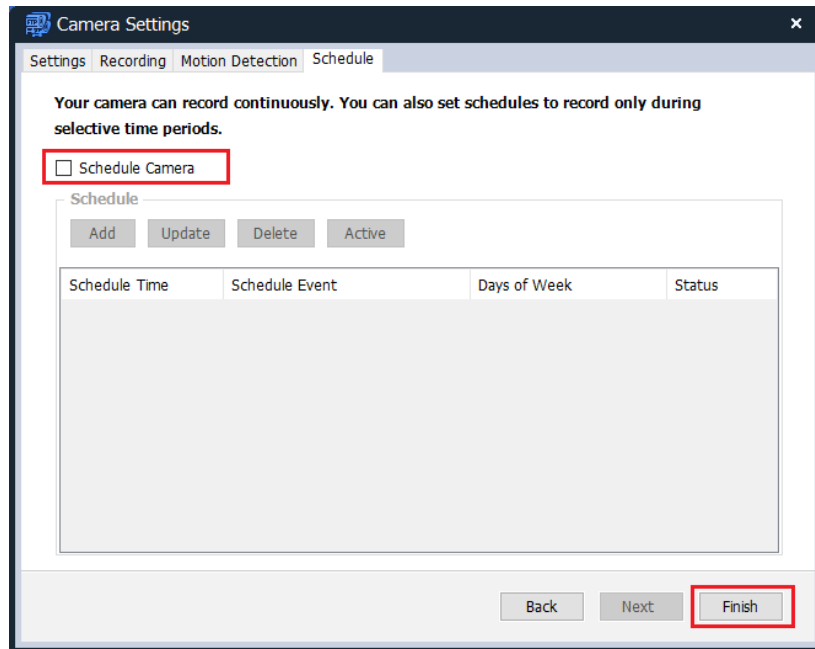 Camera Settings
Settings Recording Motion Detection Schedule
Your camera can record continuously. You can also set schedules to record only during
selective time periods.
Schedule Camera
Schedule
Add Update Delete Active
Schedule Time Schedule Event Days of Week Status
Back Next Finish